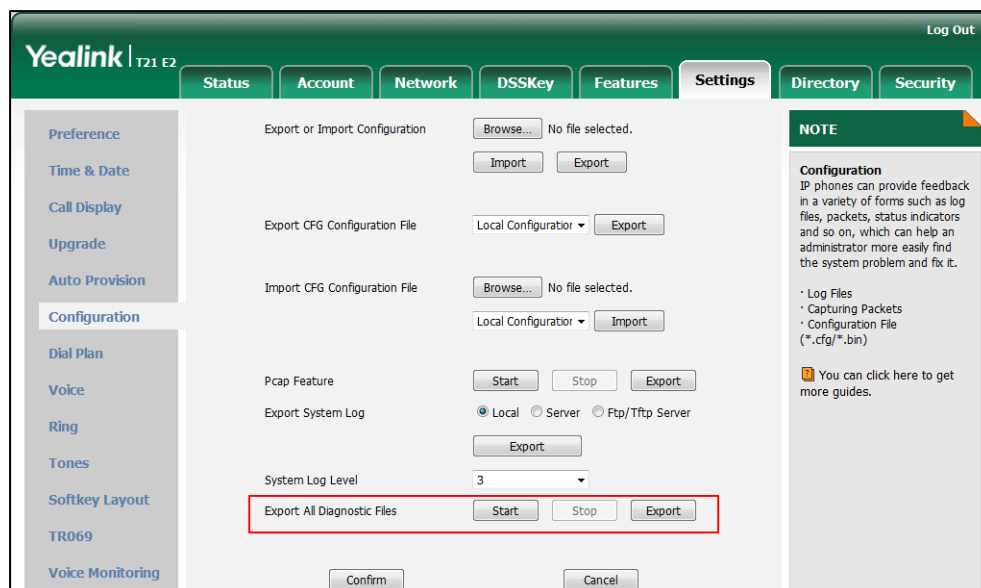 Log Out
Yealink | T21 E2
Status Account Network DSSKey Features Settings Directory Security
Preference
Time & Date
Call Display
Upgrade
Auto Provision
Configuration
Dial Plan
Voice
Ring
Tones
Softkey Layout
TR069
Voice Monitoring
Export or Import Configuration Browse... No file selected.
Import Export
Export CFG Configuration File Local Configuration Export
Import CFG Configuration File Browse... No file selected.
Local Configuration Import
Pcap Feature Start Stop Export
Export System Log Local Server Ftp/Tftp Server
Export
System Log Level 3
Export All Diagnostic Files Start Stop Export
Confirm Cancel
NOTE
Configuration
IP phones can provide feedback
in a variety of forms such as log
files, packets, status indicators
and so on, which can help an
administrator more easily find
the system problem and fix it.
· Log Files
· Capturing Packets
· Configuration File
(*.cfg/*.bin)
? You can click here to get
more guides.